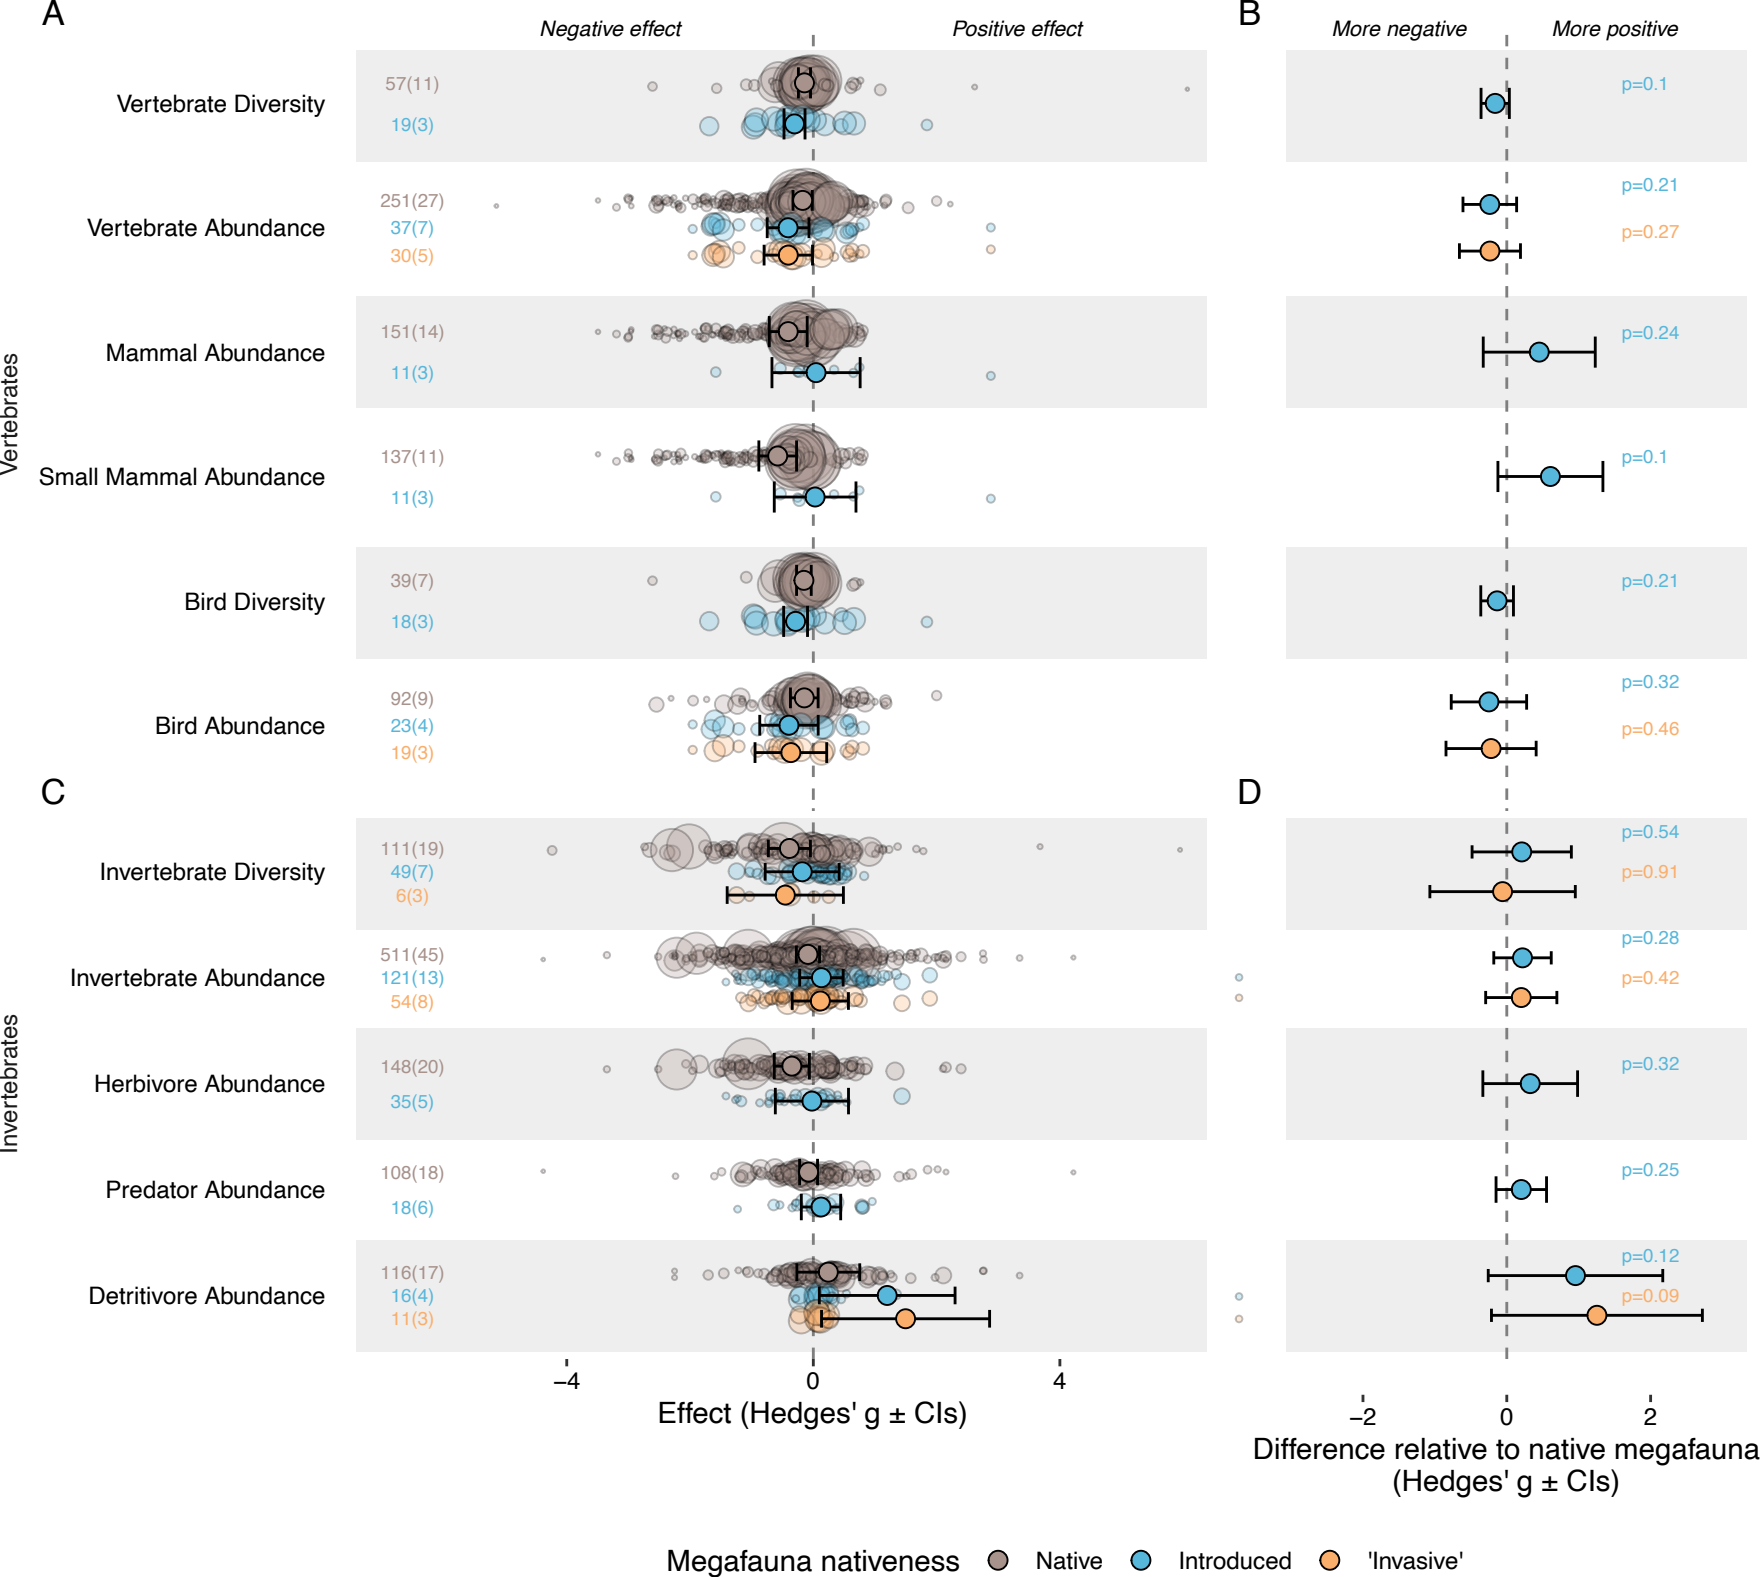 A
Negative effect
Positive effect
B
More negative
More positive
Vertebrates
Vertebrate Diversity
57(11)
19(3)
p=0.1
Vertebrate Abundance
251(27)
37(7)
30(5)
p=0.21
p=0.27
Mammal Abundance
151(14)
11(3)
p=0.24
Small Mammal Abundance
137(11)
11(3)
p=0.1
Bird Diversity
39(7)
18(3)
p=0.21
Bird Abundance
92(9)
23(4)
19(3)
p=0.32
p=0.46
C
D
Invertebrates
Invertebrate Diversity
111(19)
49(7)
6(3)
p=0.54
p=0.91
Invertebrate Abundance
511(45)
121(13)
54(8)
p=0.28
p=0.42
Herbivore Abundance
148(20)
35(5)
p=0.32
Predator Abundance
108(18)
18(6)
p=0.25
Detritivore Abundance
116(17)
16(4)
11(3)
p=0.12
p=0.09
−4 0 4
Effect (Hedges' g ± CIs)
−2 0 2
Difference relative to native megafauna
(Hedges' g ± CIs)
Megafauna nativeness Native Introduced 'Invasive'